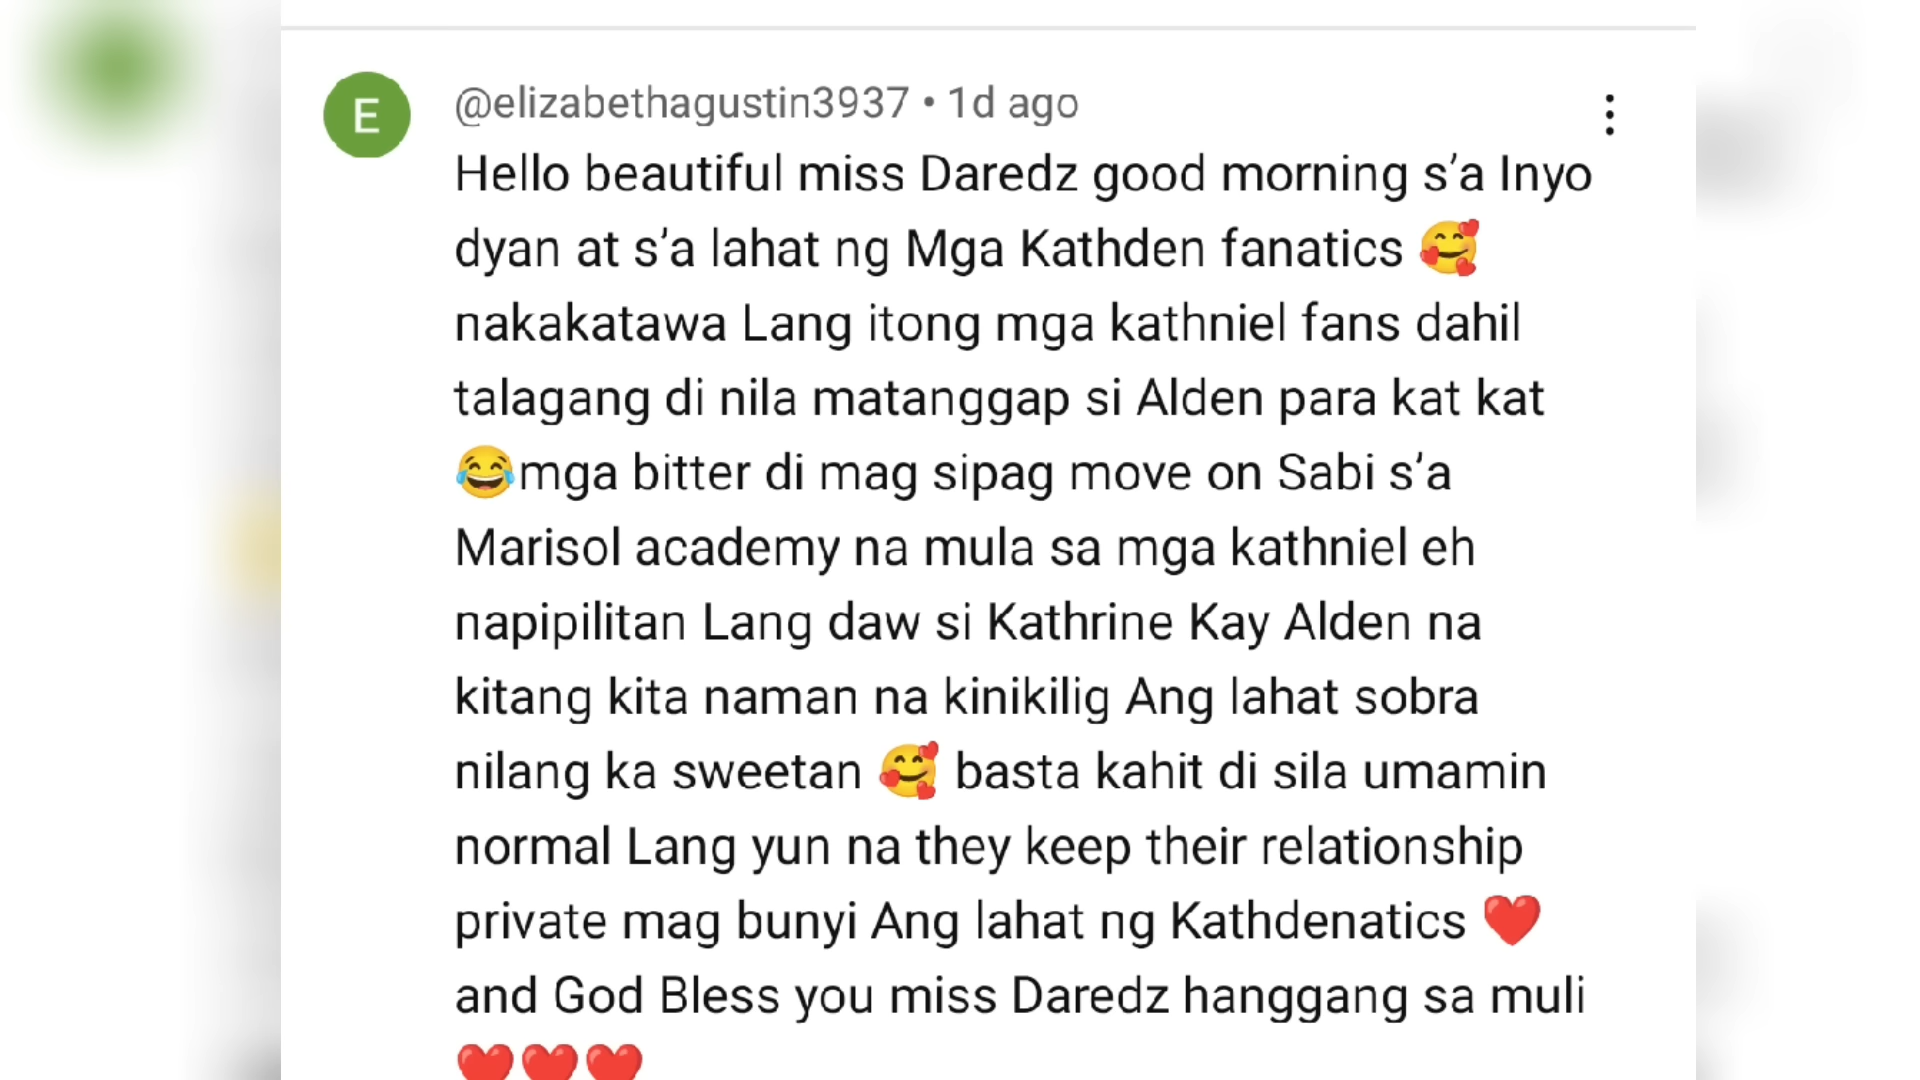 E
@elizabethagustin3937 • 1d ago
Hello beautiful miss Daredz good morning s’a Inyo
dyan at s’a lahat ng Mga Kathden fanatics 🥰
nakakatawa Lang itong mga kathniel fans dahil
talagang di nila matanggap si Alden para kat kat
😂mga bitter di mag sipag move on Sabi s’a
Marisol academy na mula sa mga kathniel eh
napipilitan Lang daw si Kathrine Kay Alden na
kitang kita naman na kinikilig Ang lahat sobra
nilang ka sweetan 🥰 basta kahit di sila umamin
normal Lang yun na they keep their relationship
private mag bunyi Ang lahat ng Kathdenatics ❤️
and God Bless you miss Daredz hanggang sa muli
❤️❤️❤️